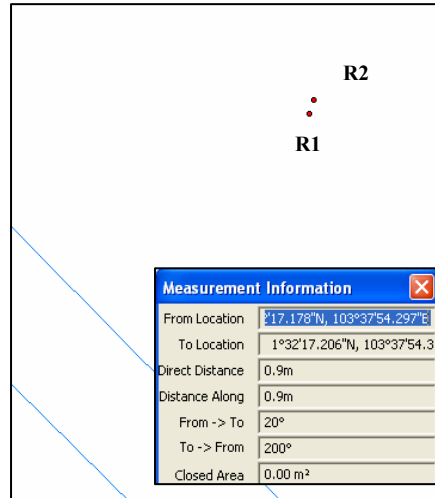 R2
R1
Measurement Information
From Location 2'17.178"N, 103°37'54.297"E
To Location 1°32'17.206"N, 103°37'54.3
Direct Distance 0.9m
Distance Along 0.9m
From -> To 20°
To -> From 200°
Closed Area 0.00 m²